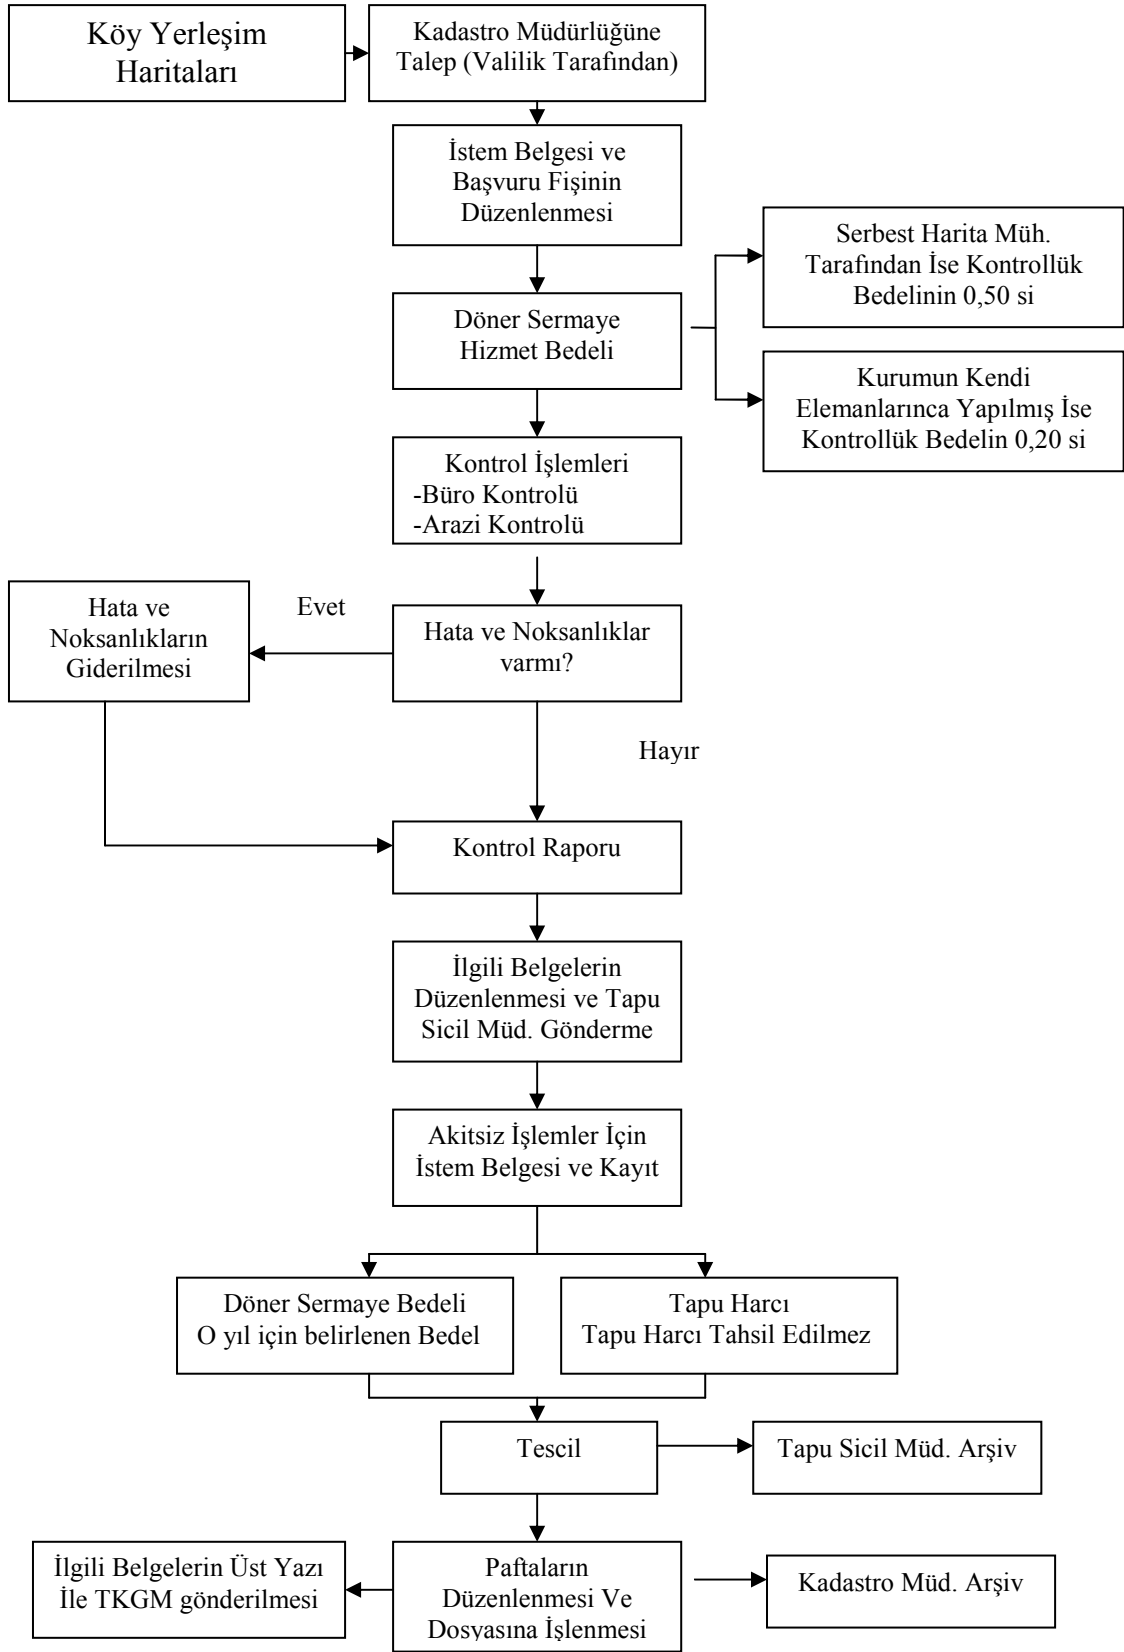 Köy Yerleşim
Haritaları
Kadastro Müdürlüğüne
Talep (Valilik Tarafından)
İstem Belgesi ve
Başvuru Fişinin
Düzenlenmesi
Serbest Harita Müh.
Tarafından İse Kontrollük
Bedelinin 0,50 si
Döner Sermaye
Hizmet Bedeli
Kurumun Kendi
Elemanlarınca Yapılmış İse
Kontrollük Bedelin 0,20 si
Kontrol İşlemleri
-Büro Kontrolü
-Arazi Kontrolü
Hata ve
Noksanlıkların
Giderilmesi
Evet
Hata ve Noksanlıklar
varmı?
Hayır
Kontrol Raporu
İlgili Belgelerin
Düzenlenmesi ve Tapu
Sicil Müd. Gönderme
Akitsiz İşlemler İçin
İstem Belgesi ve Kayıt
Döner Sermaye Bedeli
O yıl için belirlenen Bedel
Tapu Harcı
Tapu Harcı Tahsil Edilmez
Tescil
Tapu Sicil Müd. Arşiv
İlgili Belgelerin Üst Yazı
İle TKGM gönderilmesi
Paftaların
Düzenlenmesi Ve
Dosyasına İşlenmesi
Kadastro Müd. Arşiv